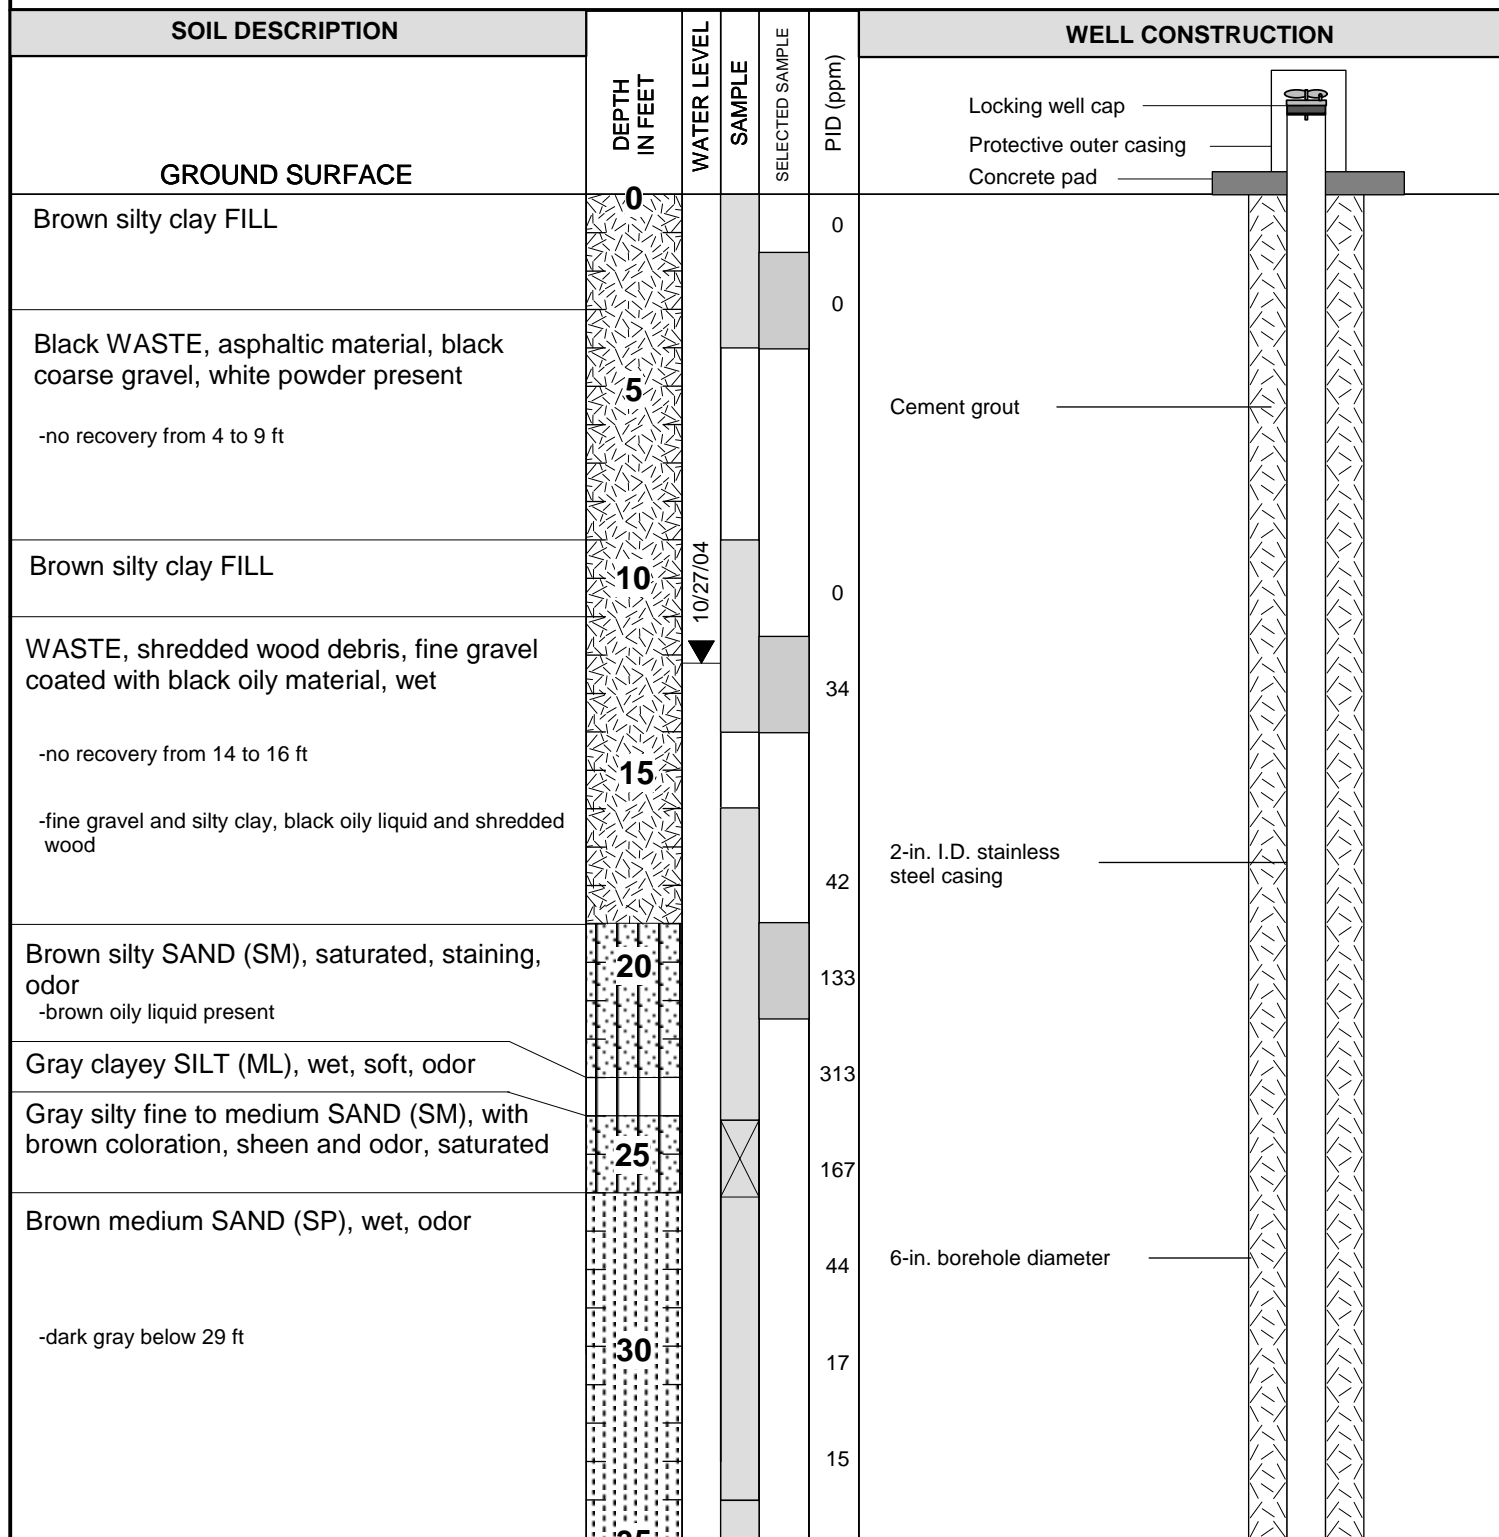 SOIL DESCRIPTION
DEPTH
IN FEET
WATER LEVEL
SAMPLE
SELECTED SAMPLE
PID (ppm)
WELL CONSTRUCTION
Locking well cap
Protective outer casing
Concrete pad
GROUND SURFACE
0
Brown silty clay FILL
0
0
Black WASTE, asphaltic material, black
coarse gravel, white powder present
5
Cement grout
-no recovery from 4 to 9 ft
Brown silty clay FILL
10
10/27/04
0
WASTE, shredded wood debris, fine gravel
coated with black oily material, wet
34
-no recovery from 14 to 16 ft
15
-fine gravel and silty clay, black oily liquid and shredded
wood
2-in. I.D. stainless
steel casing
42
Brown silty SAND (SM), saturated, staining,
odor
20
133
-brown oily liquid present
Gray clayey SILT (ML), wet, soft, odor
313
Gray silty fine to medium SAND (SM), with
brown coloration, sheen and odor, saturated
25
167
Brown medium SAND (SP), wet, odor
44
6-in. borehole diameter
-dark gray below 29 ft
30
17
15
35